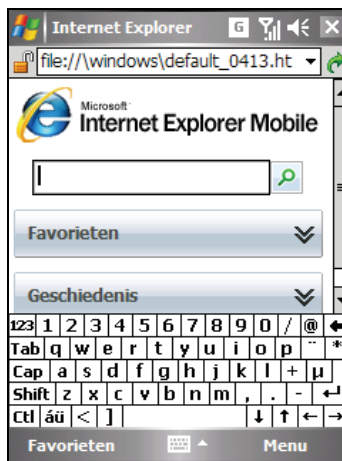 Internet Explorer G
file://\windows\default_0413.ht
Microsoft
Internet Explorer Mobile
Favorieten
Geschiedenis
123 1 2 3 4 5 6 7 8 9 0 / @ 🡄
Tab q w e r t y u i o p ¨ *
Cap a s d f g h j k l + µ
Shift z x c v b n m , . - ↵
Ctl áü < ] ↓ ↑ ← →
Favorieten Menu